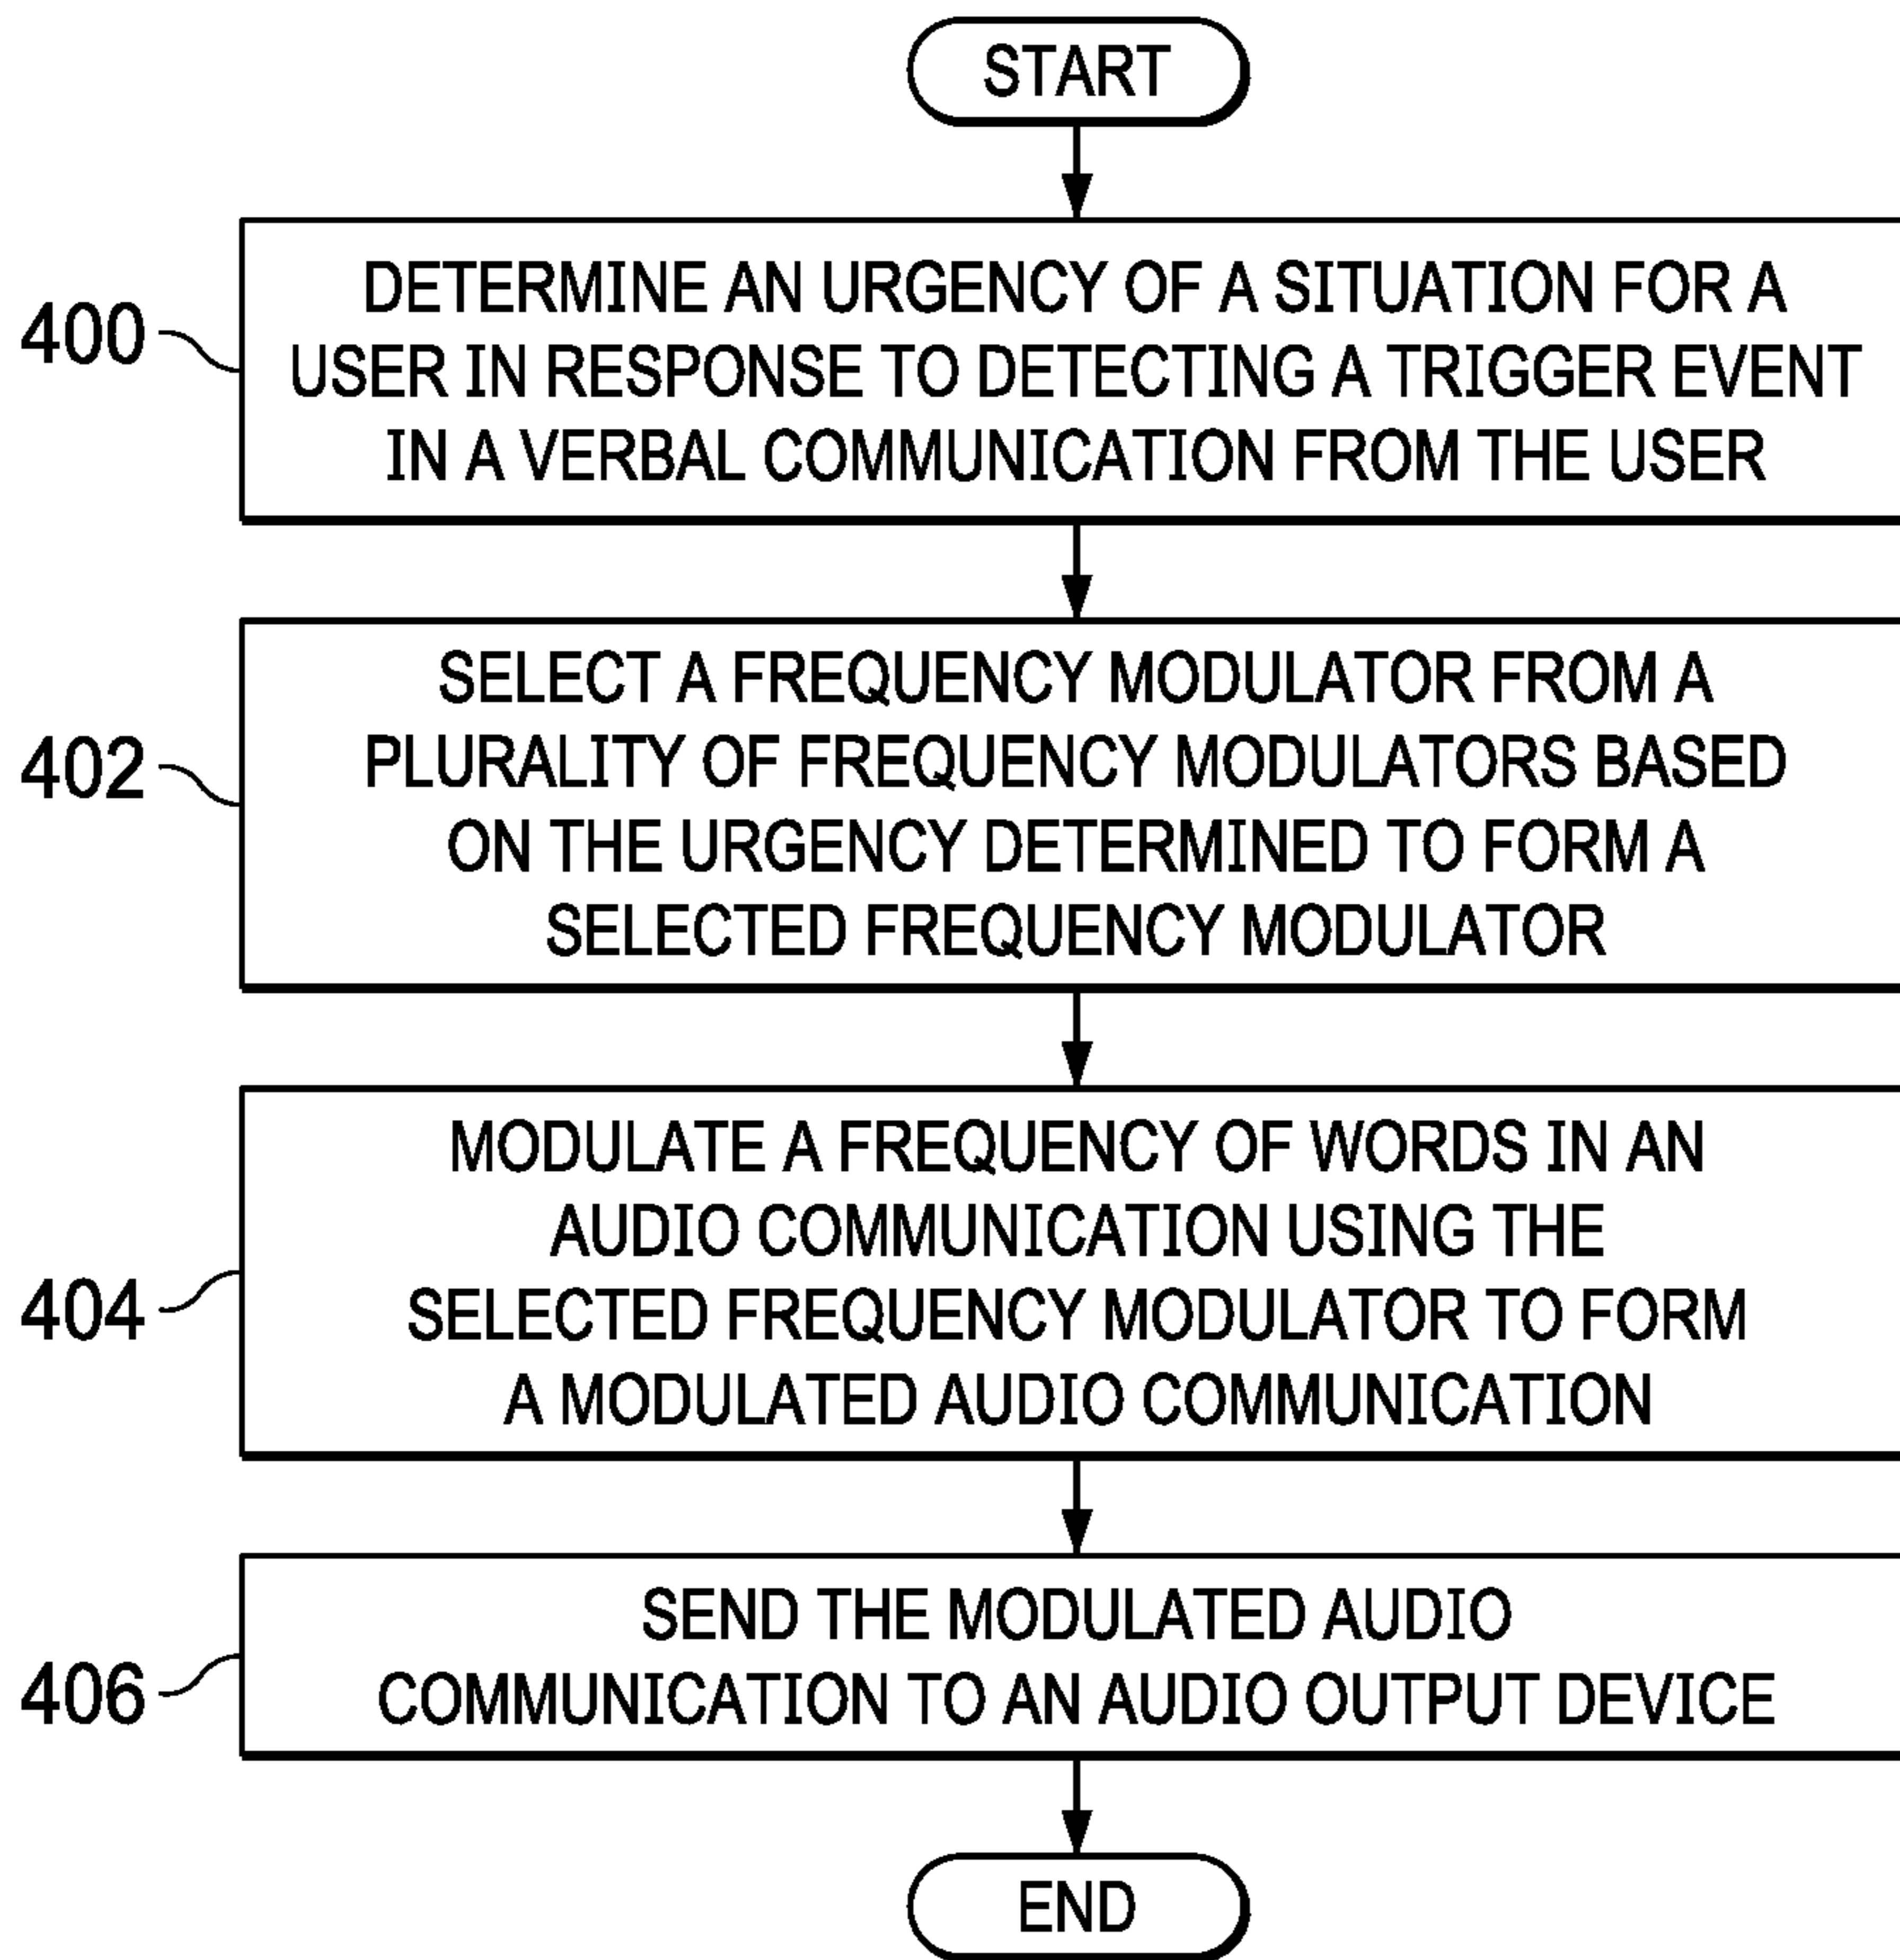 START
400
DETERMINE AN URGENCY OF A SITUATION FOR A
USER IN RESPONSE TO DETECTING A TRIGGER EVENT
IN A VERBAL COMMUNICATION FROM THE USER
402
SELECT A FREQUENCY MODULATOR FROM A
PLURALITY OF FREQUENCY MODULATORS BASED
ON THE URGENCY DETERMINED TO FORM A
SELECTED FREQUENCY MODULATOR
404
MODULATE A FREQUENCY OF WORDS IN AN
AUDIO COMMUNICATION USING THE
SELECTED FREQUENCY MODULATOR TO FORM
A MODULATED AUDIO COMMUNICATION
406
SEND THE MODULATED AUDIO
COMMUNICATION TO AN AUDIO OUTPUT DEVICE
END